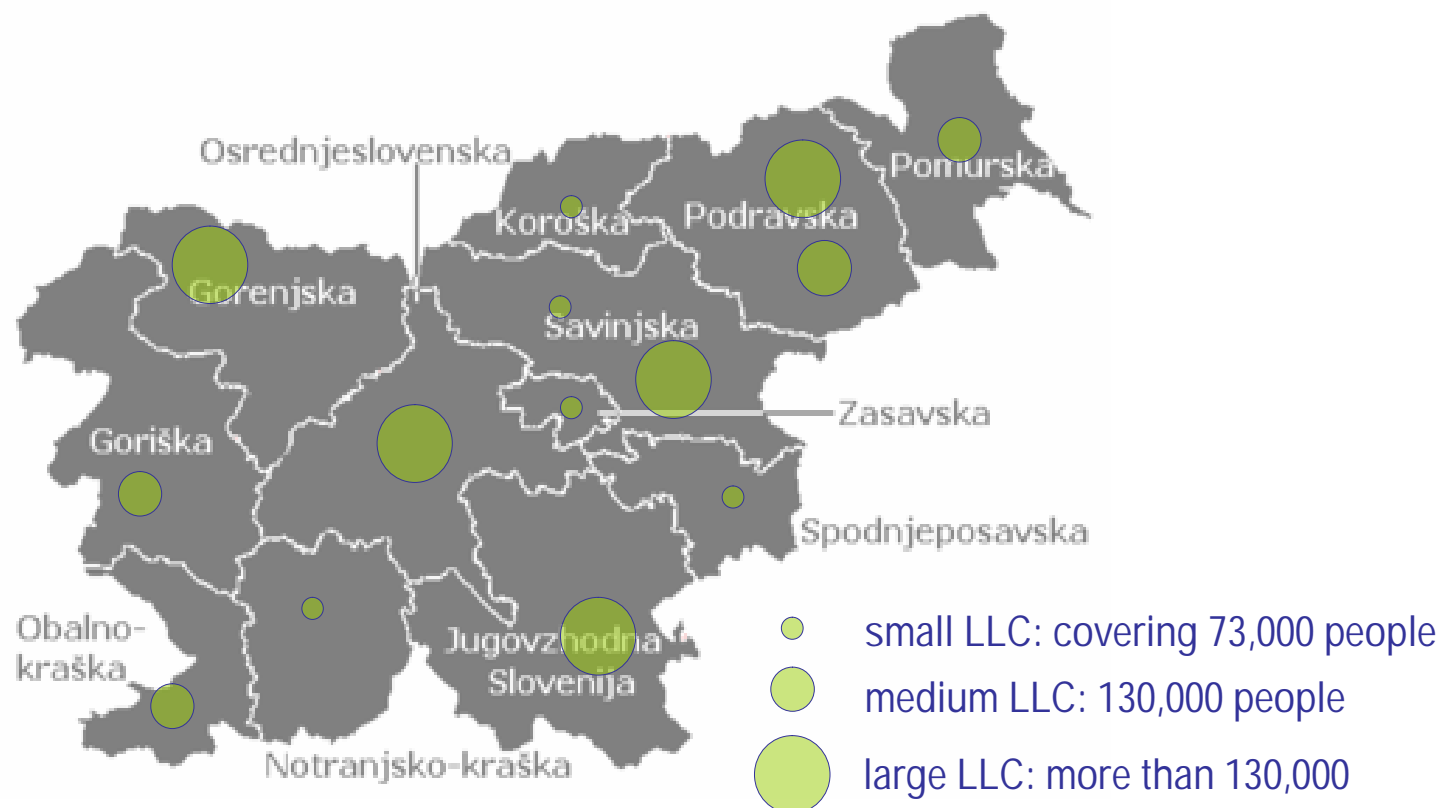 Osrednjeslovenska
Pomurska
Koroška
Podravska
Gorenjska
Savinjska
Zasavska
Goriška
Spodnjeposavska
Obalno-
kraška
Jugovzhodna
Slovenija
Notranjsko-kraška
small LLC: covering 73,000 people
medium LLC: 130,000 people
large LLC: more than 130,000